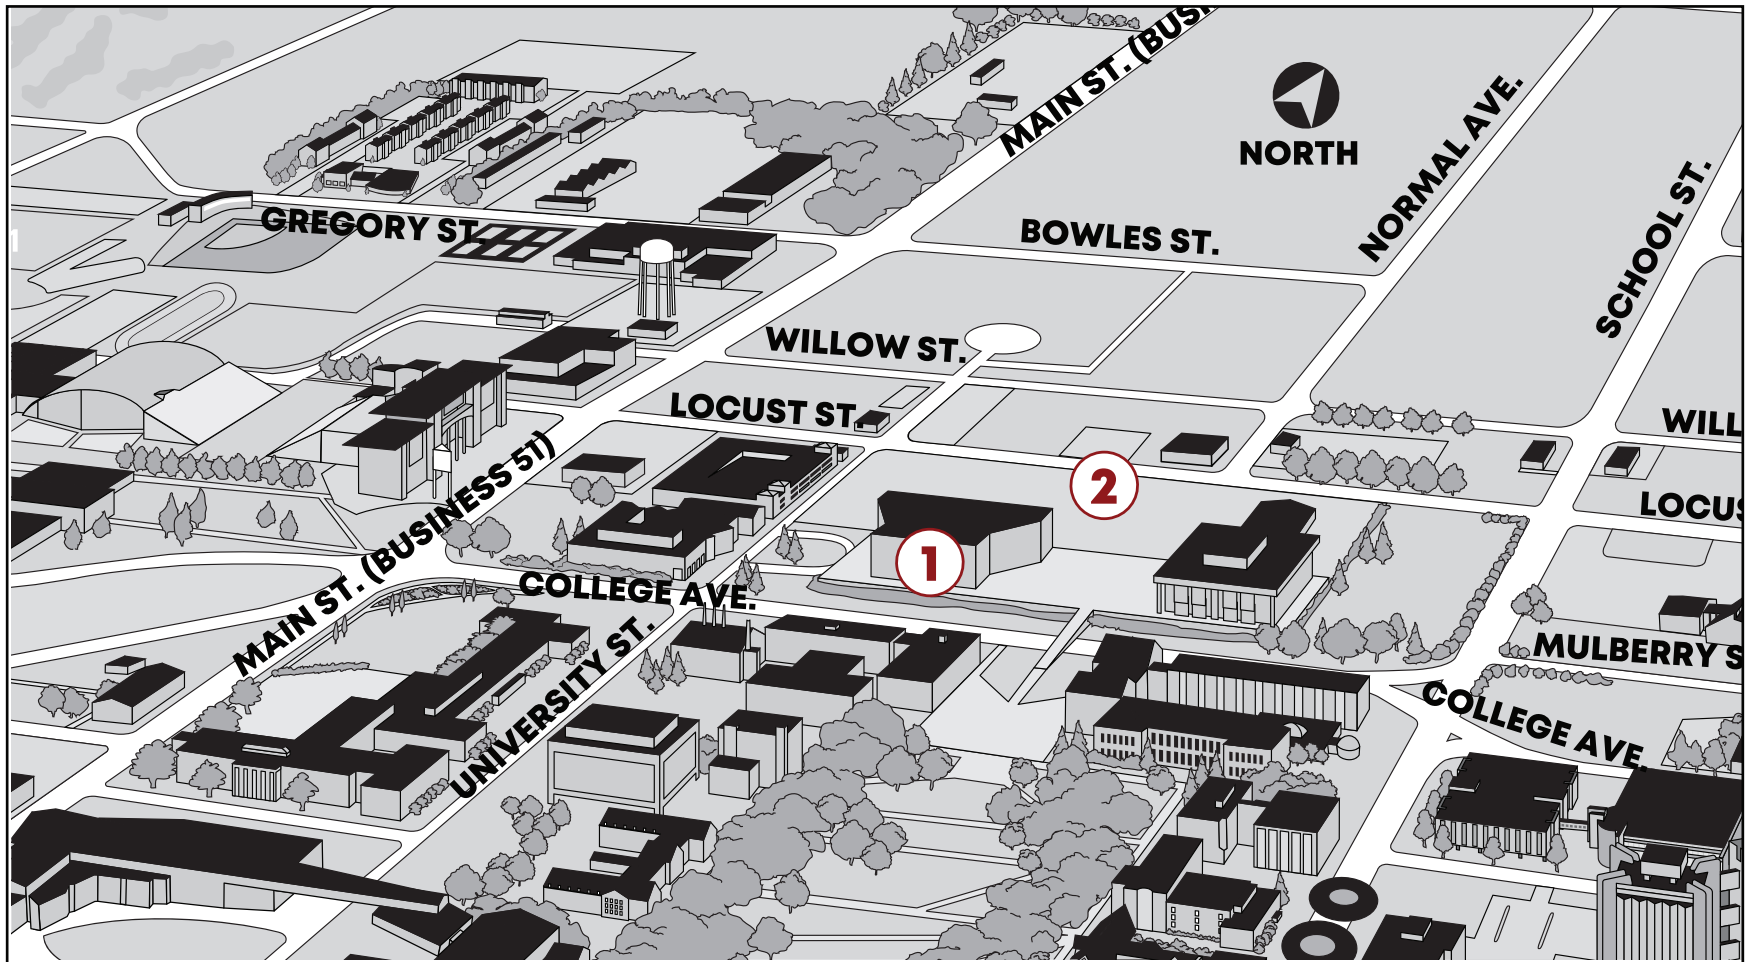 MAIN ST. (BUSI
NORTH
NORMAL AVE.
SCHOOL ST.
GREGORY ST.
BOWLES ST.
WILLOW ST.
LOCUST ST.
WILL
LOCUS
MAIN ST. (BUSINESS 51)
2
1
COLLEGE AVE.
UNIVERSITY ST.
MULBERRY S
COLLEGE AVE.